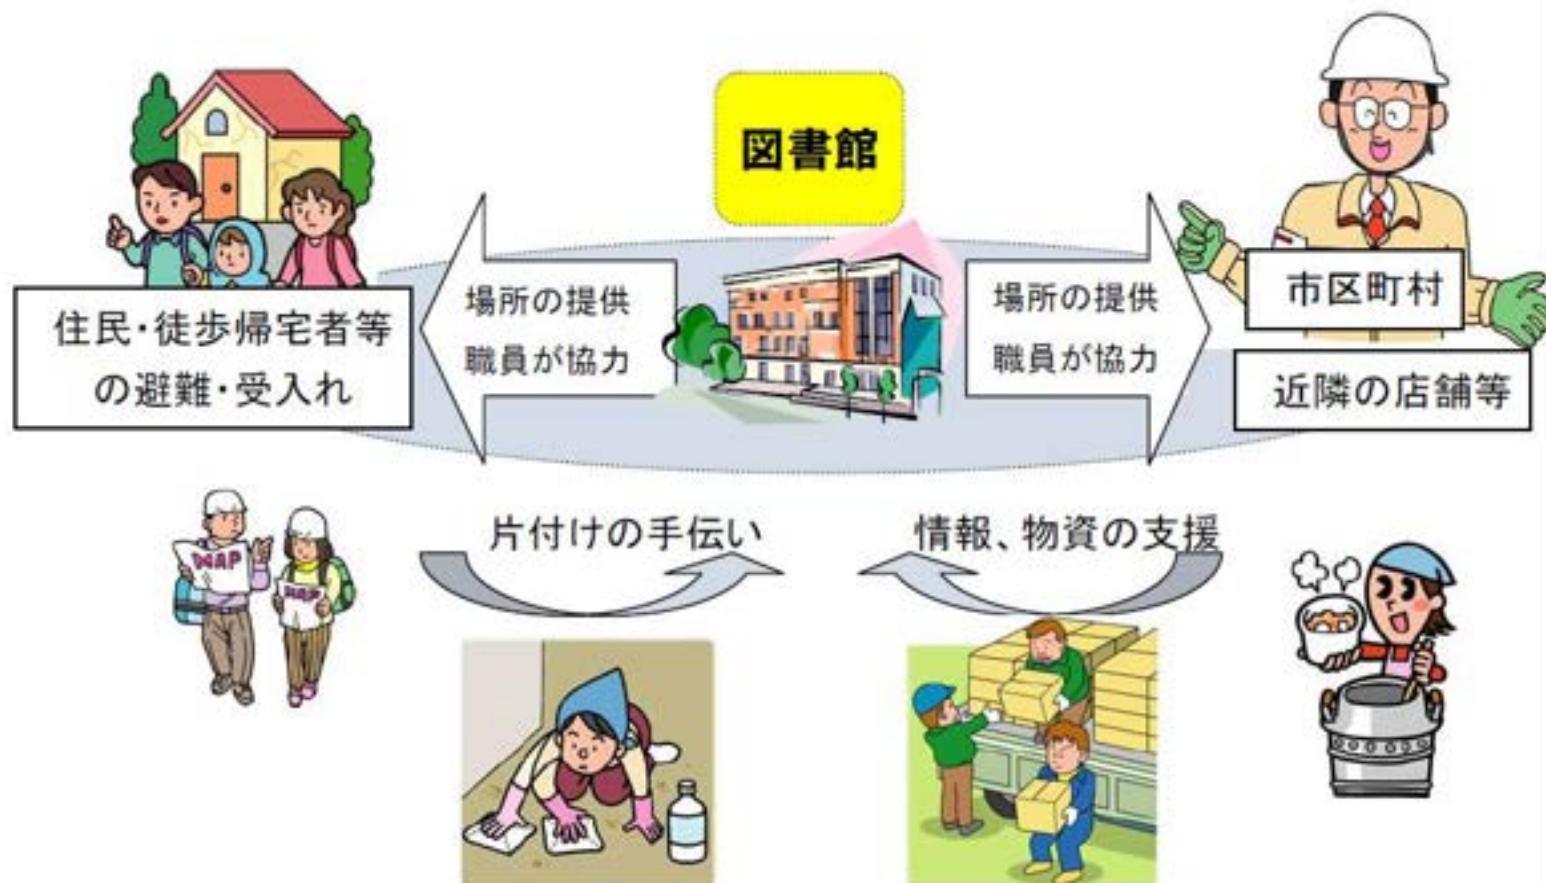 図書館
場所の提供
職員が協力
場所の提供
職員が協力
市区町村
近隣の店舗等
住民・徒歩帰宅者等
の避難・受入れ
片付けの手伝い
情報、物資の支援
MAP
MAP